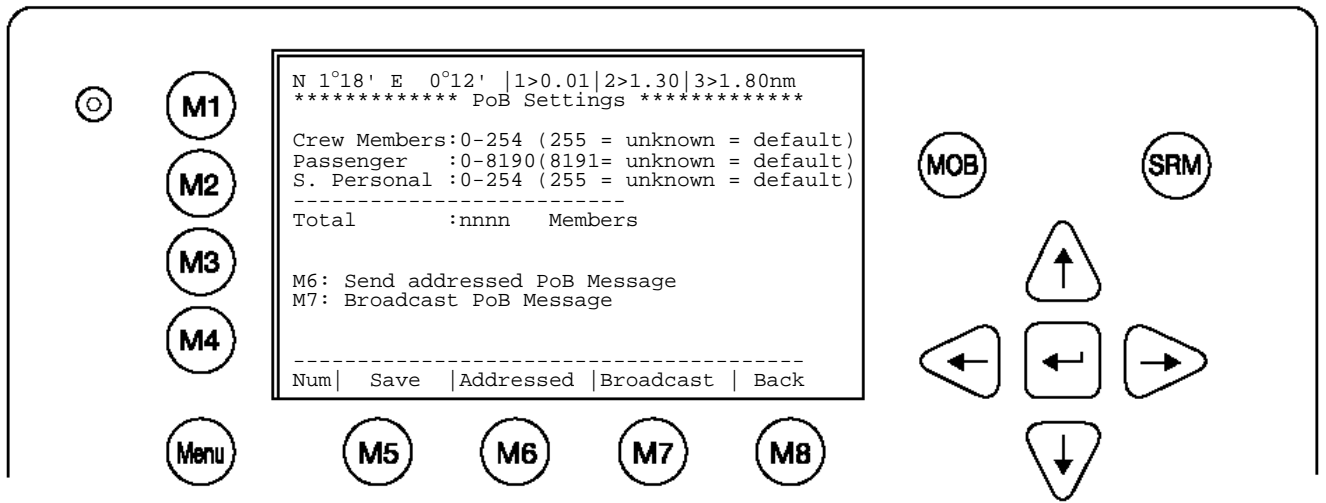 N 1°18' E  0°12' |1>0.01|2>1.30|3>1.80nm
************* PoB Settings *************
Crew Members:0-254 (255 = unknown = default)
Passenger   :0-8190(8191= unknown = default)
S. Personal :0-254 (255 = unknown = default)
--------------------------
Total       :nnnn   Members
M6: Send addressed PoB Message
M7: Broadcast PoB Message
----------------------------------------
Num|  Save  |Addressed |Broadcast | Back
M1
M2
M3
M4
Menu
M5
M6
M7
M8
MOB
SRM